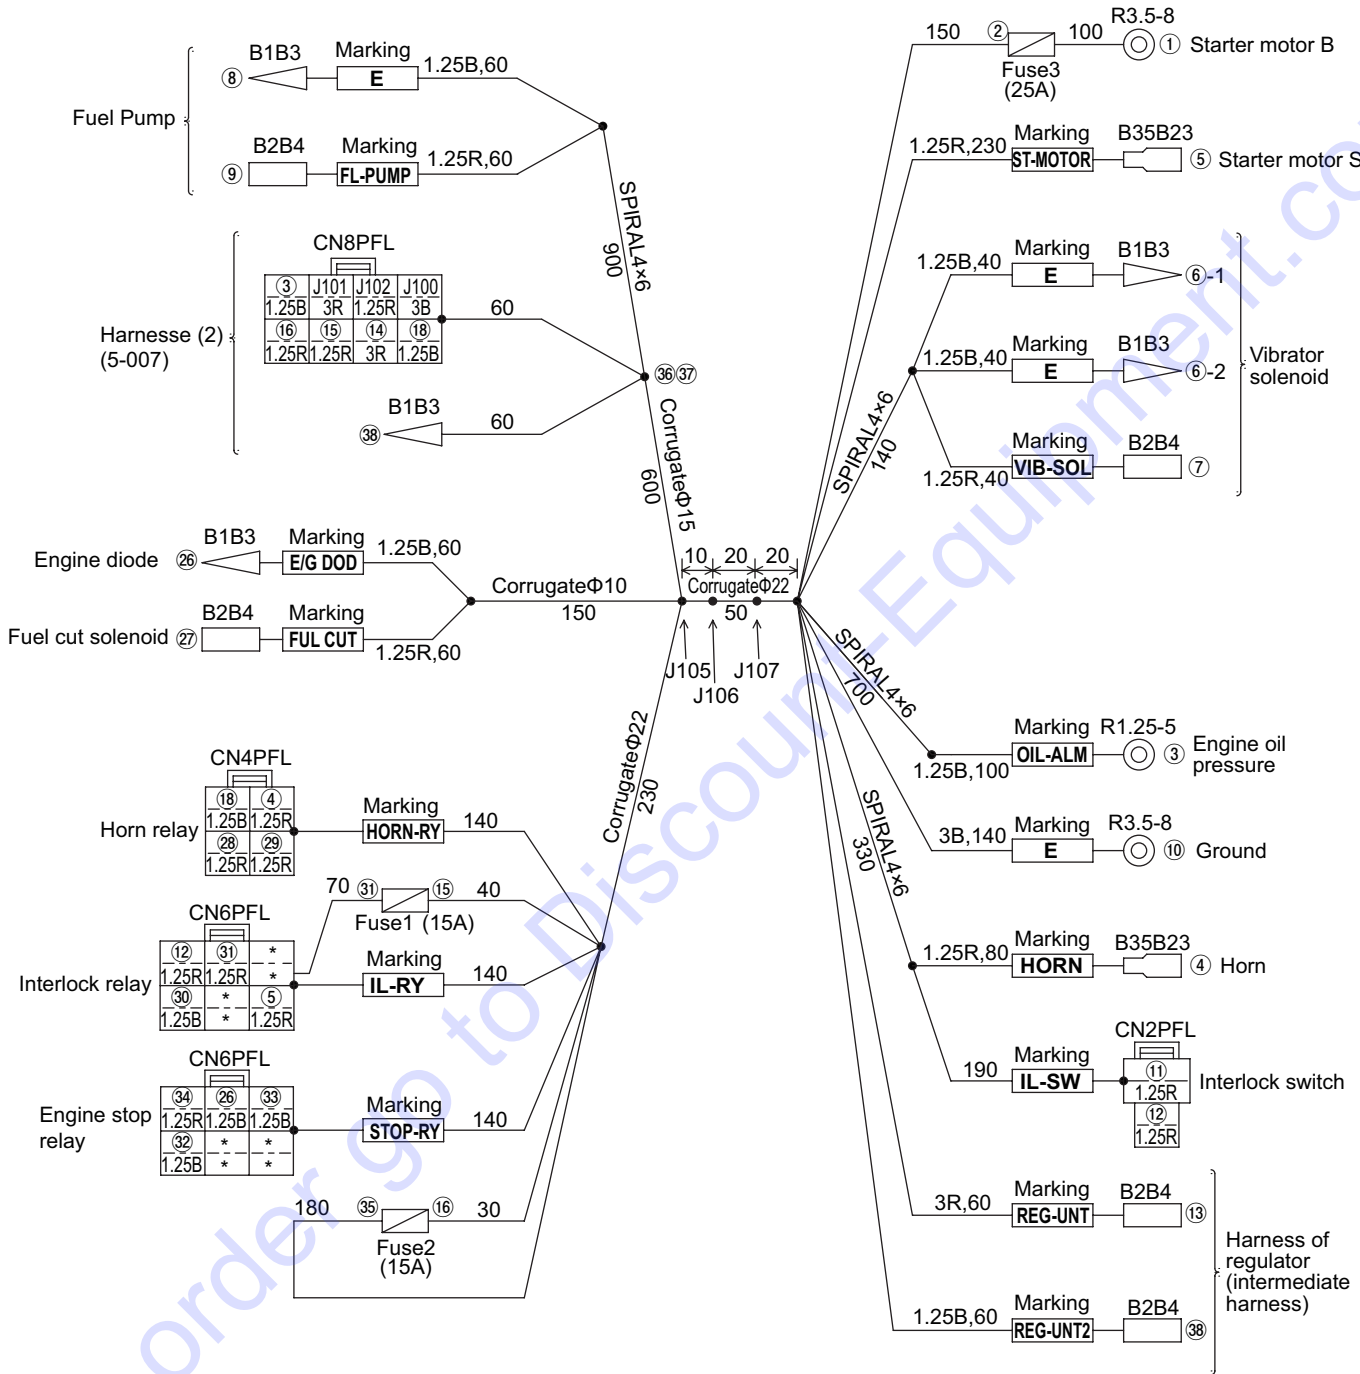 Fuel Pump
⑧
B1B3
Marking
E
1.25B,60
⑨
B2B4
Marking
FL-PUMP
1.25R,60
SPIRAL4×6
900
Harnesse (2)
(5-007)
CN8PFL
③ J101 J102 J100
1.25B 3R 1.25R 3B
⑯ ⑮ ⑭ ⑱
1.25R 1.25R 3R 1.25B
60
㊱㊲
㊳
B1B3
60
CorrugateΦ15
600
Engine diode
㉖
B1B3
Marking
E/G DOD
1.25B,60
Fuel cut solenoid
㉗
B2B4
Marking
FUL CUT
1.25R,60
CorrugateΦ10
150
10 20 20
CorrugateΦ22
50
J105
J106
J107
CorrugateΦ22
230
Horn relay
CN4PFL
⑱ ④
1.25B 1.25R
㉘ ㉙
1.25R 1.25R
Marking
HORN-RY
140
70 ㉛ ⑮ 40
Fuse1 (15A)
Interlock relay
CN6PFL
⑫ ㉛ *
1.25R 1.25R *
㉚ * ⑤
1.25B * 1.25R
Marking
IL-RY
140
Engine stop
relay
CN6PFL
㉞ ㉖ ㉝
1.25R 1.25B 1.25B
㉜ * *
1.25B * *
Marking
STOP-RY
140
180 ㉟ ⑯ 30
Fuse2
(15A)
150 ② 100
Fuse3
(25A)
R3.5-8
① Starter motor B
1.25R,230
Marking
ST-MOTOR
B35B23
⑤ Starter motor S
1.25B,40
Marking
E
B1B3
⑥-1
1.25B,40
Marking
E
B1B3
⑥-2
Vibrator
solenoid
1.25R,40
Marking
VIB-SOL
B2B4
⑦
SPIRAL4×6
140
SPIRAL4×6
700
1.25B,100
Marking
OIL-ALM
R1.25-5
③ Engine oil
pressure
3B,140
Marking
E
R3.5-8
⑩ Ground
SPIRAL4×6
330
1.25R,80
Marking
HORN
B35B23
④ Horn
190
Marking
IL-SW
CN2PFL
⑪
1.25R
⑫
1.25R
Interlock switch
3R,60
Marking
REG-UNT
B2B4
⑬
1.25B,60
Marking
REG-UNT2
B2B4
㊳
Harness of
regulator
(intermediate
harness)
order go to Discount-Equipment.co